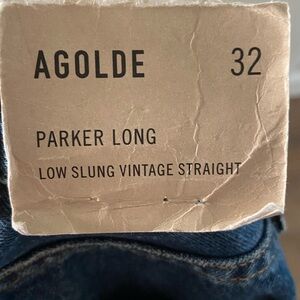 AGOLDE 32
PARKER LONG
LOW SLUNG VINTAGE STRAIGHT